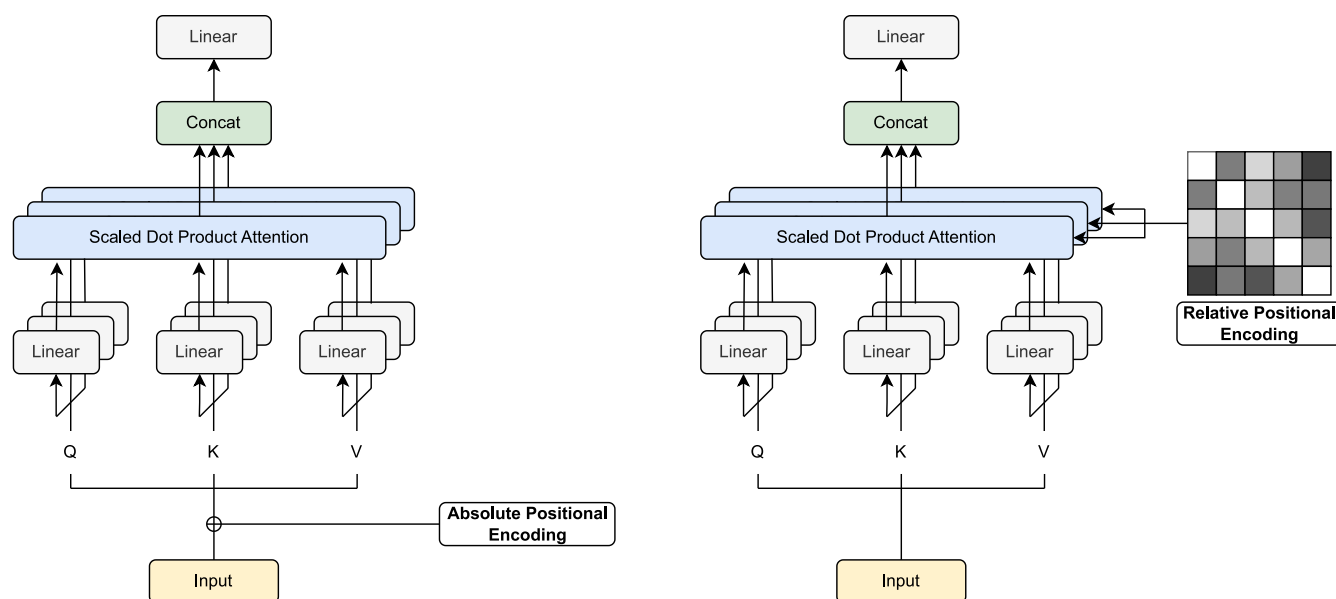 Linear
Concat
Scaled Dot Product Attention
Linear
Linear
Linear
Q
K
V
Absolute Positional
Encoding
Input
Linear
Concat
Scaled Dot Product Attention
Relative Positional
Encoding
Linear
Linear
Linear
Q
K
V
Input